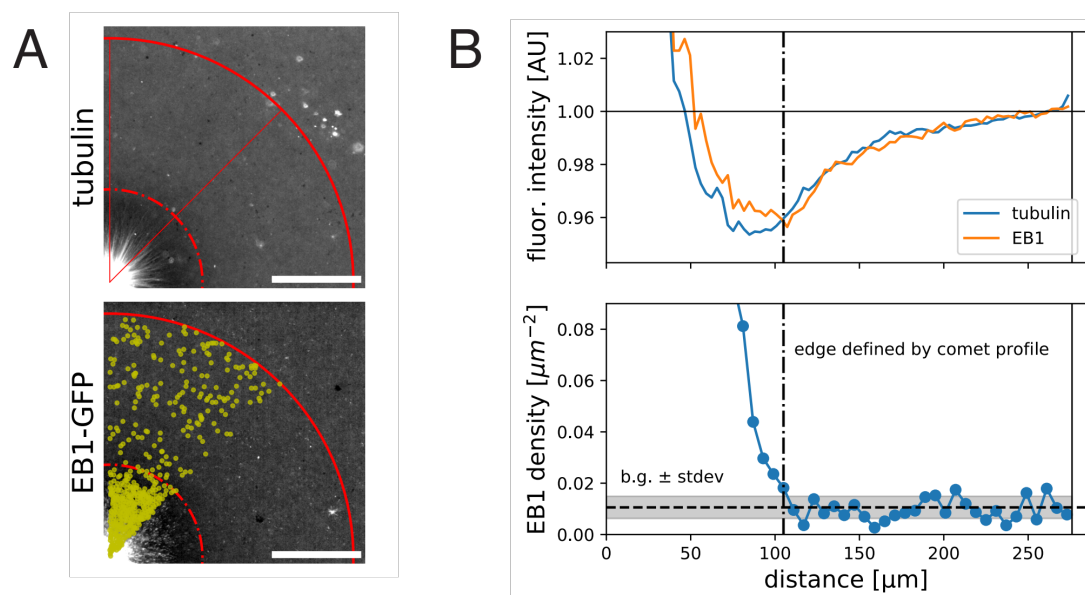 A
tubulin
EB1-GFP
B
fluor. intensity [AU]
1.02
1.00
0.98
0.96
tubulin
EB1
EB1 density [μm⁻²]
0.08
0.06
0.04
0.02
0.00
edge defined by comet profile
b.g. ± stdev
0
50
100
150
200
250
distance [μm]